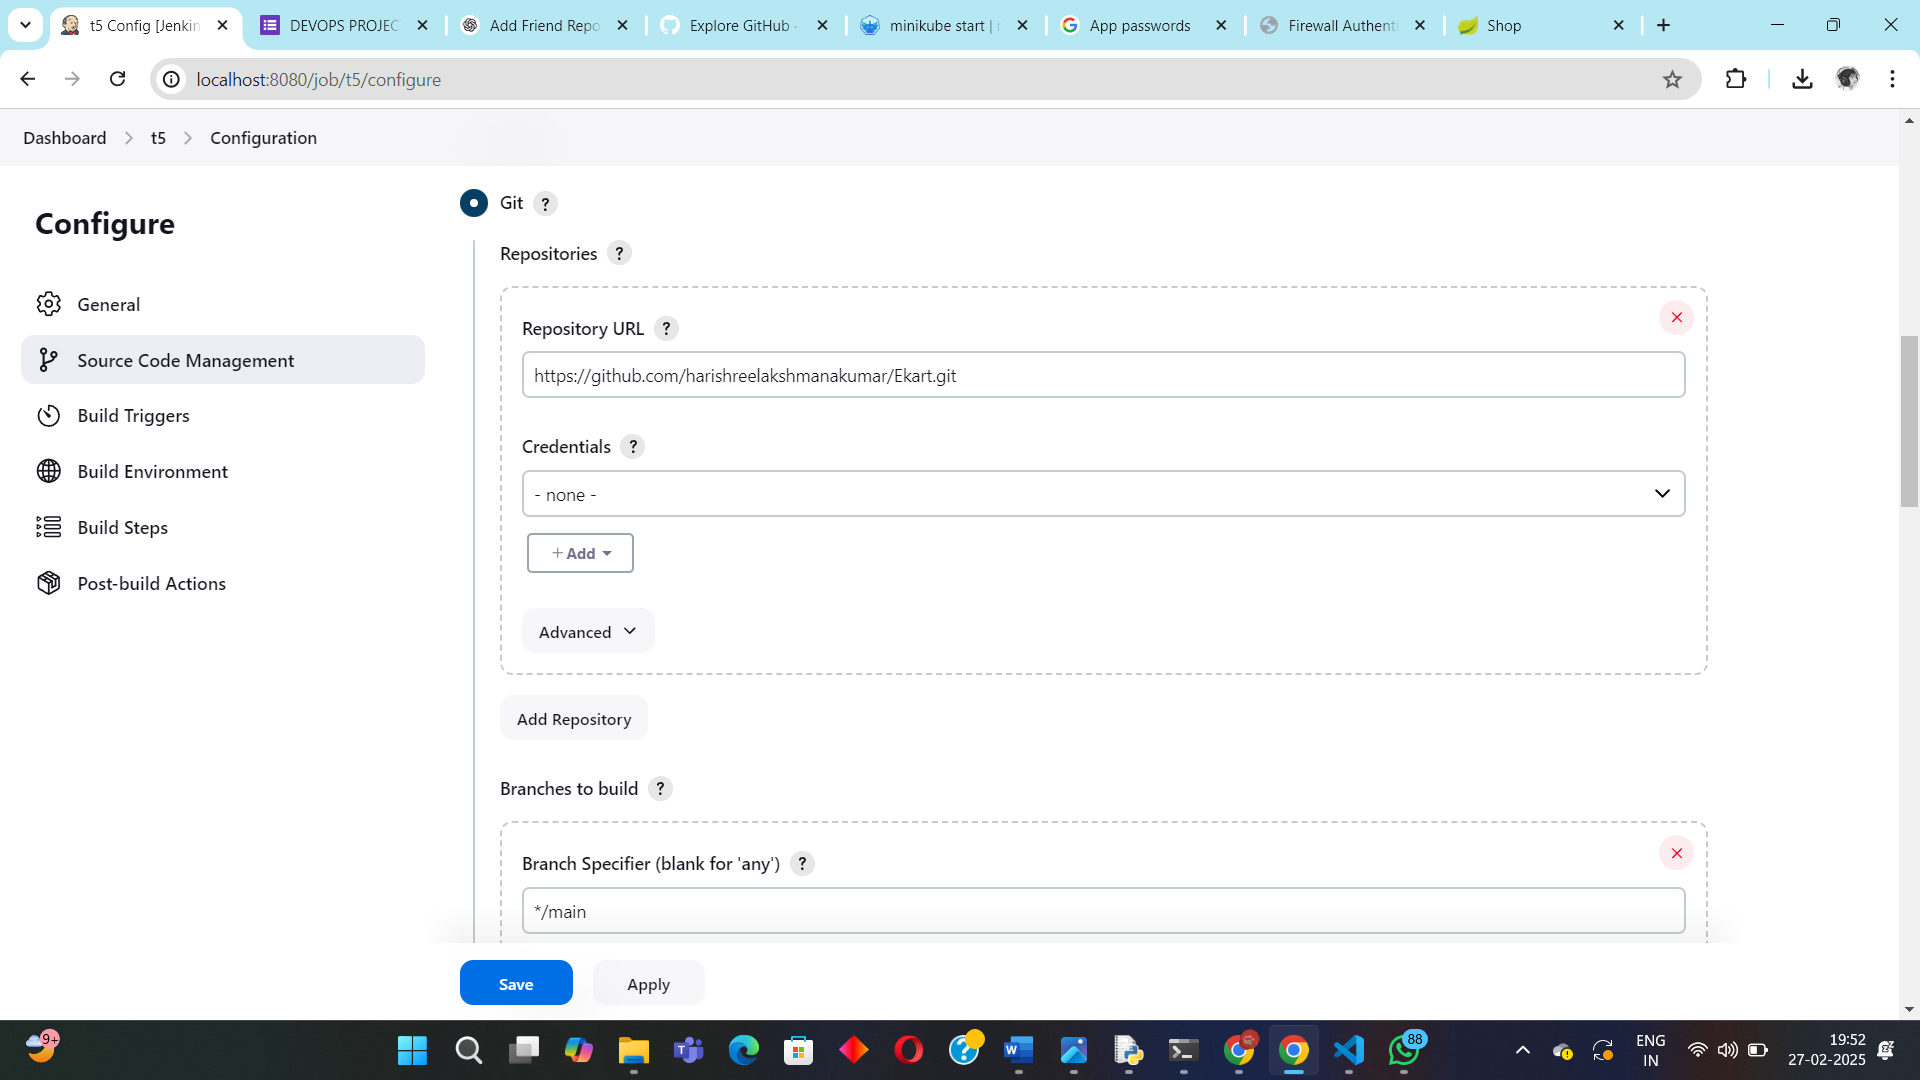 t5 Config [Jenkin
DEVOPS PROJEC
Add Friend Repo
Explore GitHub ·
minikube start |
App passwords
Firewall Authenti
Shop
localhost:8080/job/t5/configure
Dashboard > t5 > Configuration
Configure
General
Source Code Management
Build Triggers
Build Environment
Build Steps
Post-build Actions
Git ?
Repositories ?
Repository URL ?
https://github.com/harishreelakshmanakumar/Ekart.git
Credentials ?
- none -
+ Add
Advanced
Add Repository
Branches to build ?
Branch Specifier (blank for 'any') ?
*/main
Save
Apply
9+
88
ENG
IN
19:52
27-02-2025